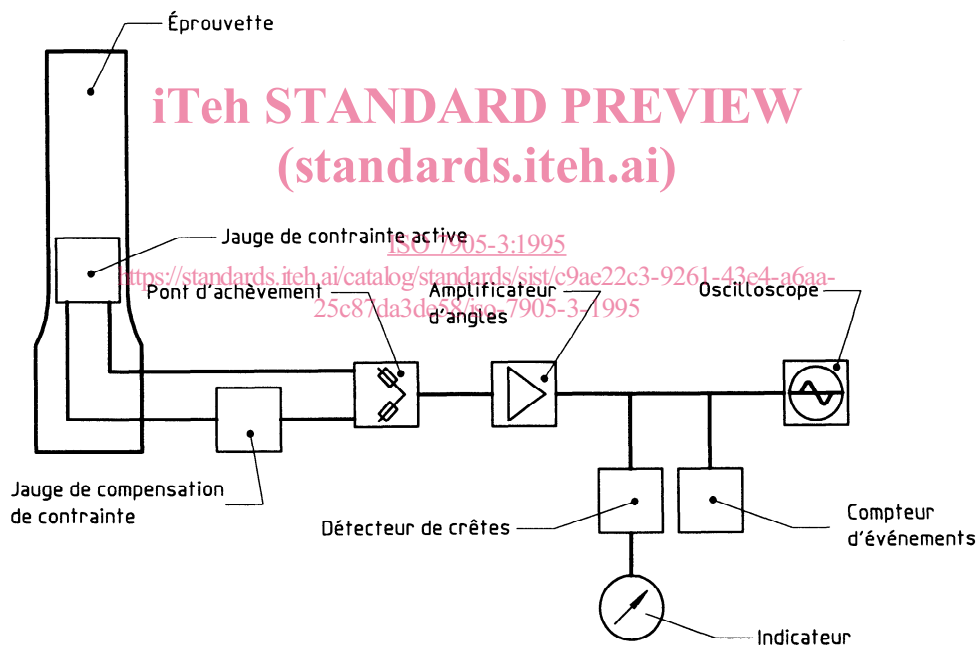 Éprouvette
iTeh STANDARD PREVIEW
(standards.iteh.ai)
Jauge de contrainte active
ISO 7905-3:1995
https://standards.iteh.ai/catalog/standards/sist/c9ae22c3-9261-43e4-a6aa-
25c87da3de58/iso-7905-3-1995
Pont d'achèvement
Amplificateur
d'angles
Oscilloscope
Jauge de compensation
de contrainte
Détecteur de crêtes
Compteur
d'événements
Indicateur